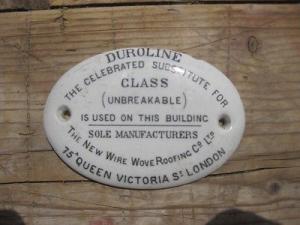 DUROLINE
THE CELEBRATED SUBSTITUTE FOR
GLASS
(UNBREAKABLE)
IS USED ON THIS BUILDING
SOLE MANUFACTURERS
THE NEW WIRE WOVE ROOFING Co LTD
75A QUEEN VICTORIA ST LONDON